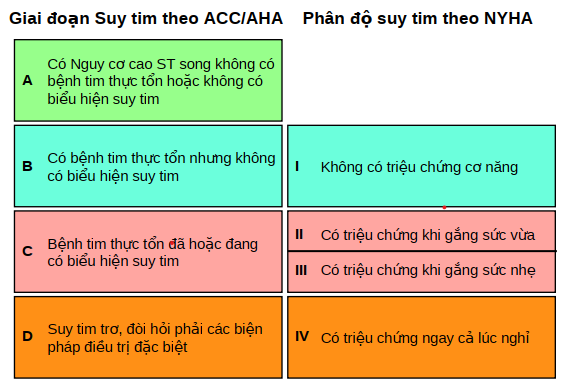 Giai đoạn Suy tim theo ACC/AHA
Phân độ suy tim theo NYHA
A
Có Nguy cơ cao ST song không có
bệnh tim thực tổn hoặc không có
biểu hiện suy tim
B
Có bệnh tim thực tổn nhưng không
có biểu hiện suy tim
I
Không có triệu chứng cơ năng
C
Bệnh tim thực tổn đã hoặc đang
có biểu hiện suy tim
II
Có triệu chứng khi gắng sức vừa
III
Có triệu chứng khi gắng sức nhẹ
D
Suy tim trơ, đòi hỏi phải các biện
pháp điều trị đặc biệt
IV
Có triệu chứng ngay cả lúc nghỉ